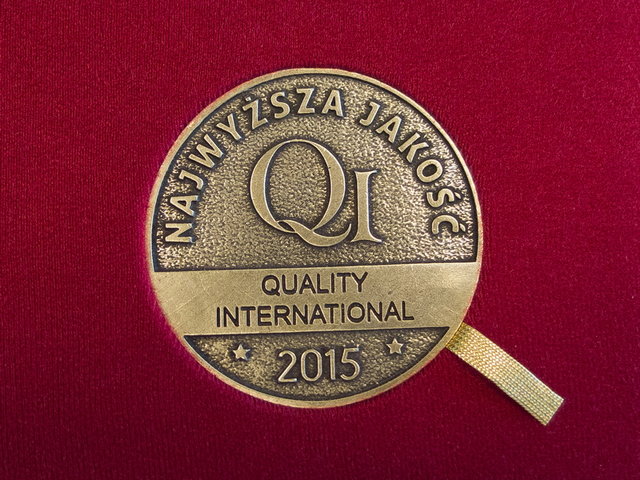 NAJWYŻSZA JAKOŚĆ
QI
QUALITY
INTERNATIONAL
2015